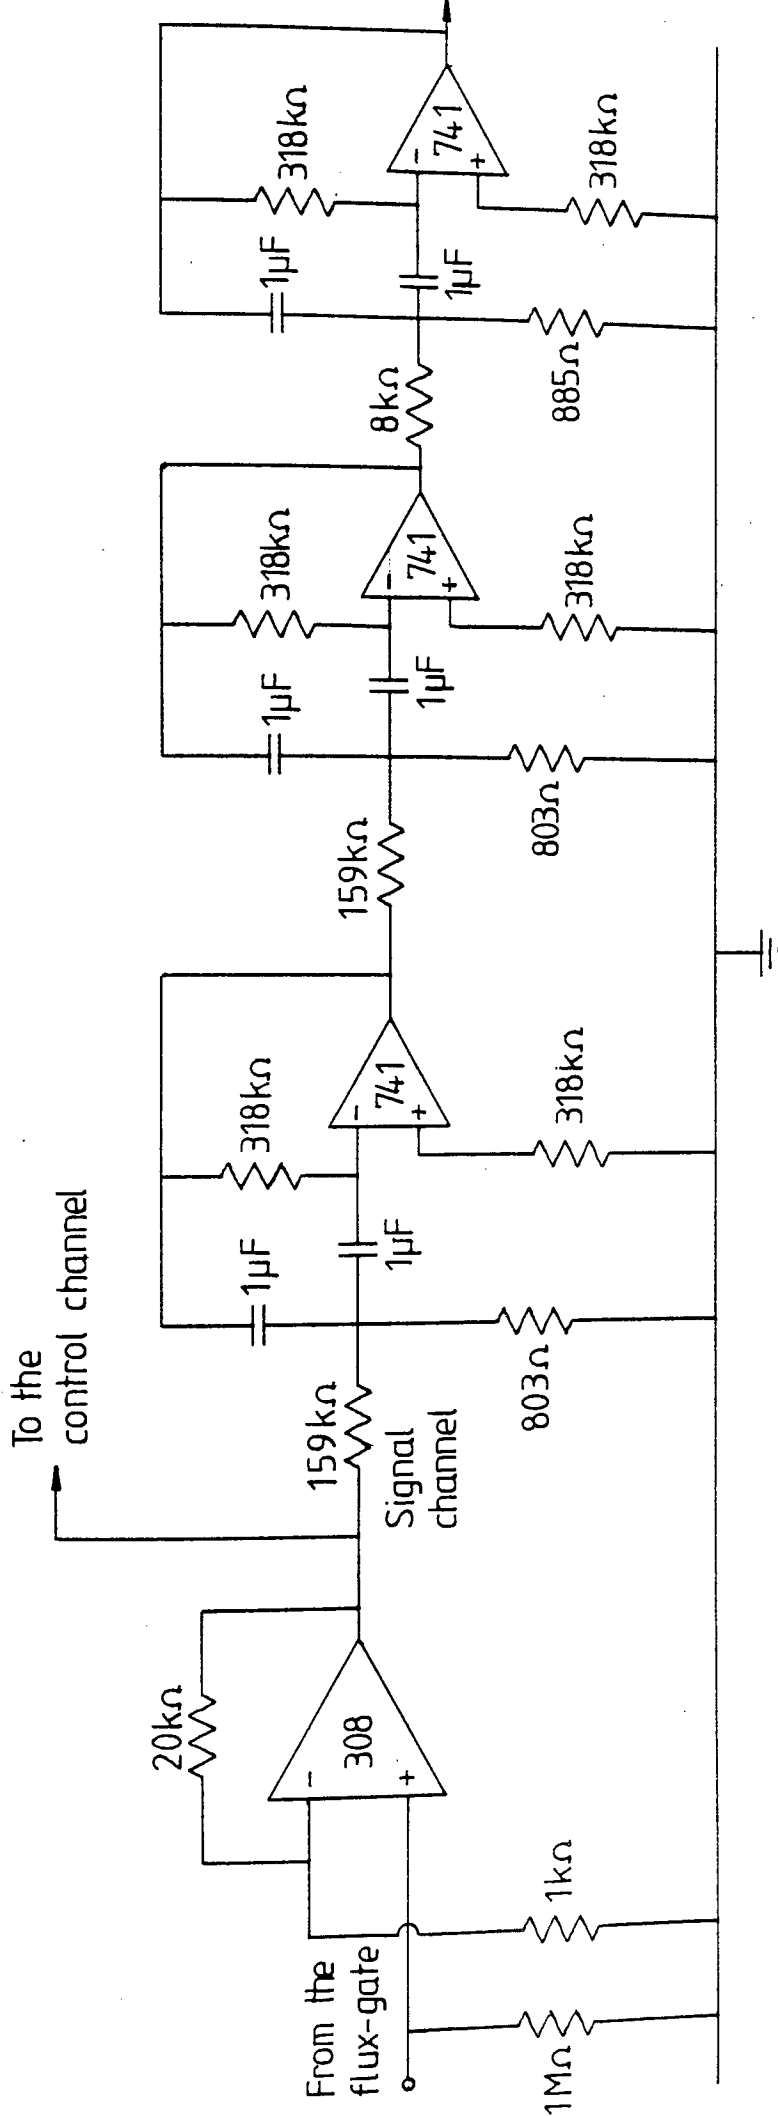 To the
control channel
20kΩ
308
−
+
From the
flux-gate
1MΩ
1kΩ
159kΩ
Signal
channel
1µF
318kΩ
1µF
−
741
+
803Ω
318kΩ
159kΩ
1µF
318kΩ
1µF
−
741
+
803Ω
318kΩ
8kΩ
1µF
318kΩ
1µF
−
741
+
885Ω
318kΩ